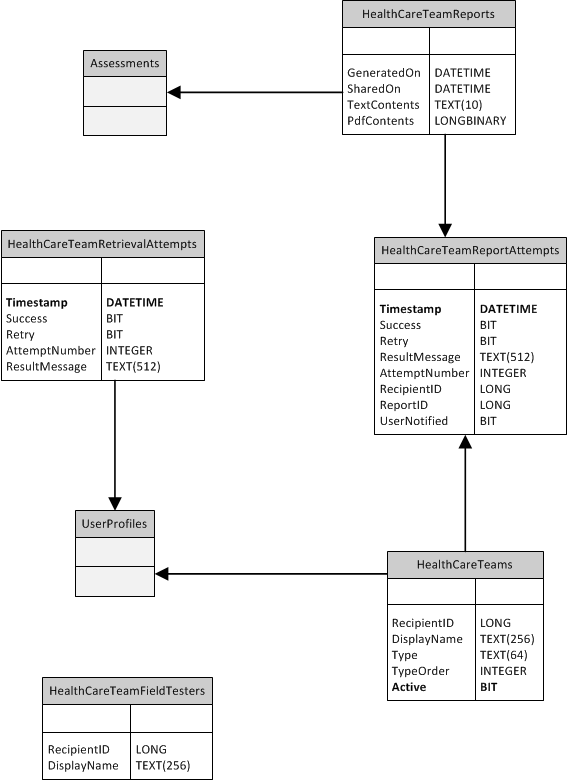 HealthCareTeamReports
GeneratedOn DATETIME
SharedOn DATETIME
TextContents TEXT(10)
PdfContents LONGBINARY
Assessments
HealthCareTeamRetrievalAttempts
Timestamp DATETIME
Success BIT
Retry BIT
AttemptNumber INTEGER
ResultMessage TEXT(512)
HealthCareTeamReportAttempts
Timestamp DATETIME
Success BIT
Retry BIT
ResultMessage TEXT(512)
AttemptNumber INTEGER
RecipientID LONG
ReportID LONG
UserNotified BIT
UserProfiles
HealthCareTeams
RecipientID LONG
DisplayName TEXT(256)
Type TEXT(64)
TypeOrder INTEGER
Active BIT
HealthCareTeamFieldTesters
RecipientID LONG
DisplayName TEXT(256)